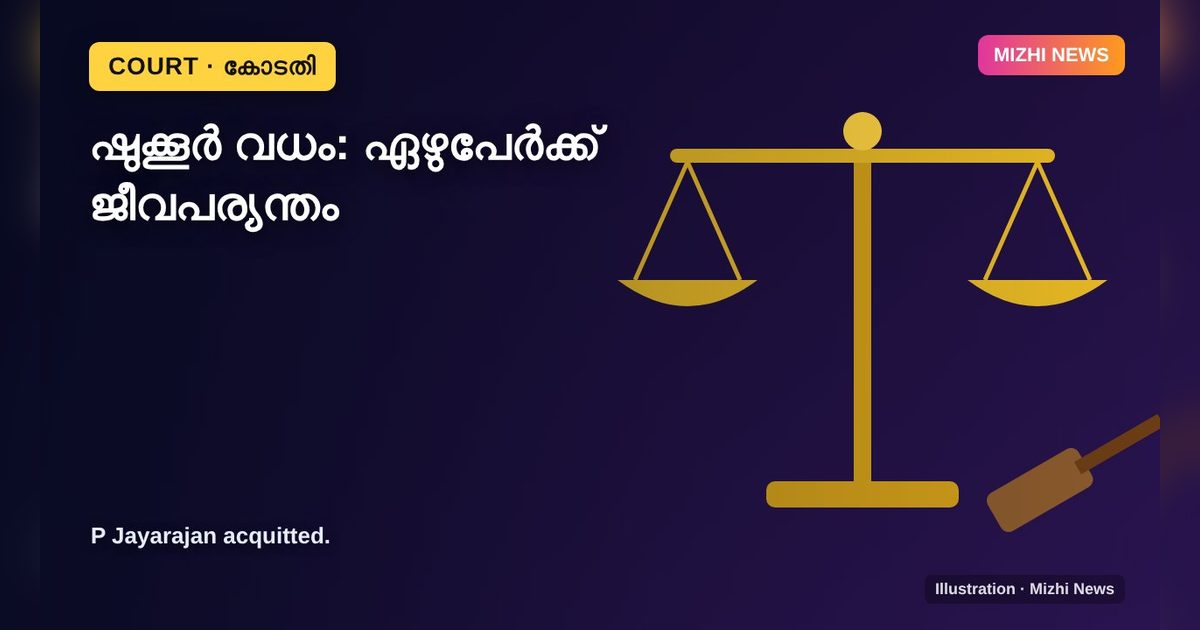 COURT · കോടതി
MIZHI NEWS
ഷുക്കൂർ വധം: ഏഴുപേർക്ക്
ജീവപര്യന്തം
P Jayarajan acquitted.
Illustration · Mizhi News